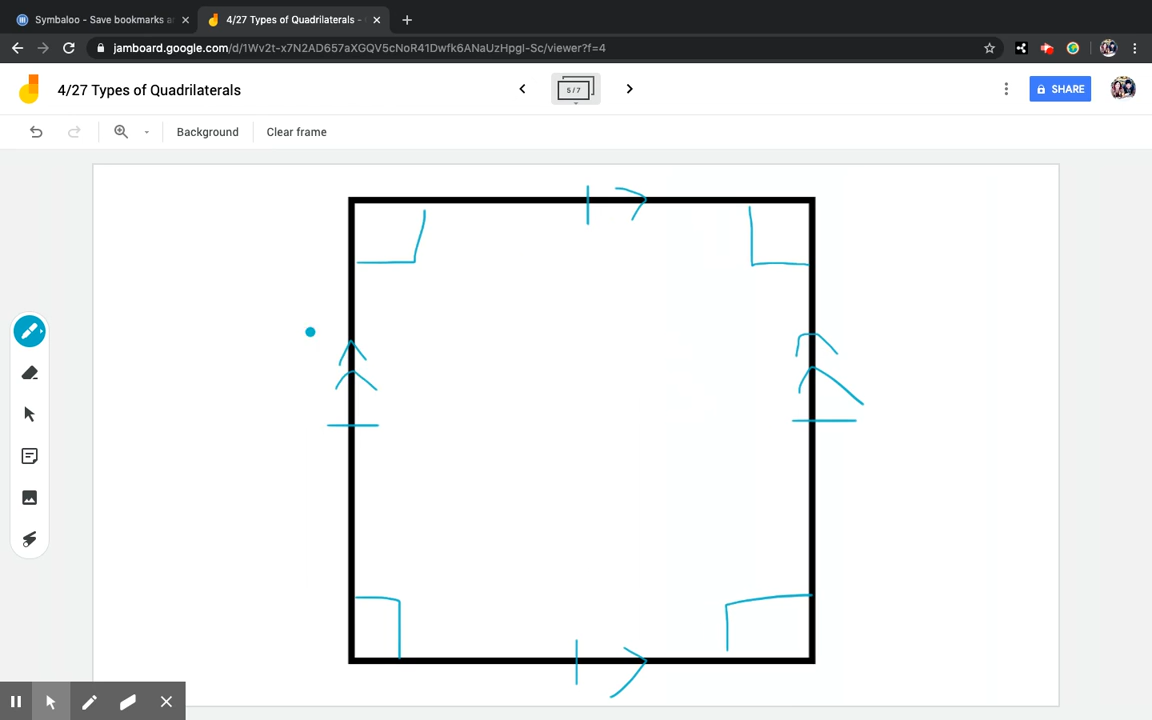 Symbaloo - Save bookmarks a
4/27 Types of Quadrilaterals -
jamboard.google.com/d/1Wv2t-x7N2AD657aXGQV5cNoR41Dwfk6ANaUzHpgl-Sc/viewer?f=4
4/27 Types of Quadrilaterals
5/7
SHARE
Background
Clear frame